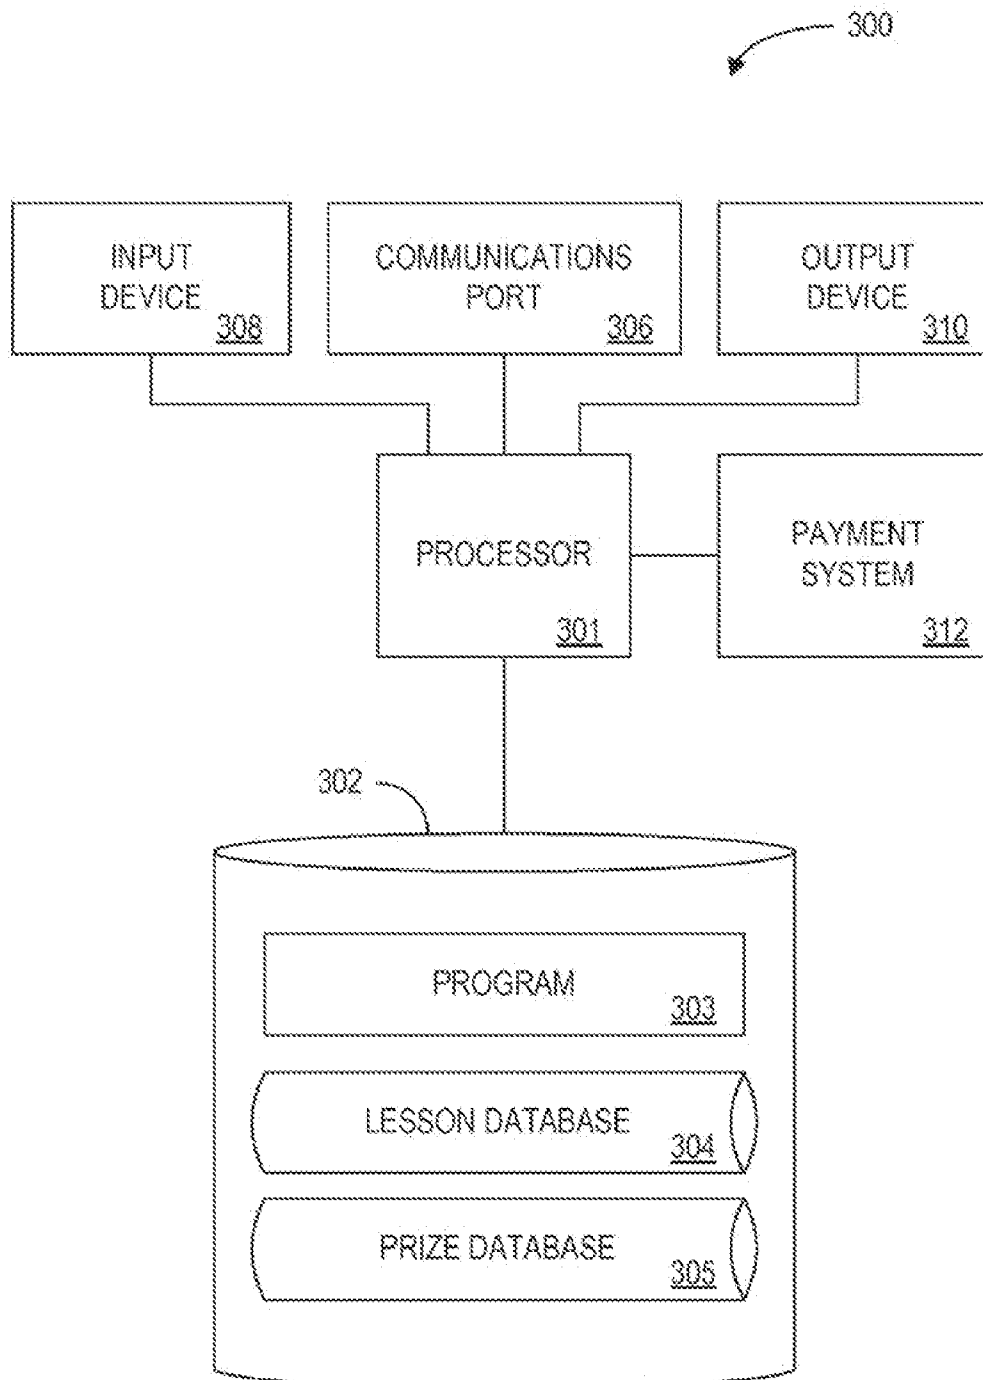 300
INPUT
DEVICE
308
COMMUNICATIONS
PORT
306
OUTPUT
DEVICE
310
PROCESSOR
301
PAYMENT
SYSTEM
312
302
PROGRAM
303
LESSON DATABASE
304
PRIZE DATABASE
305